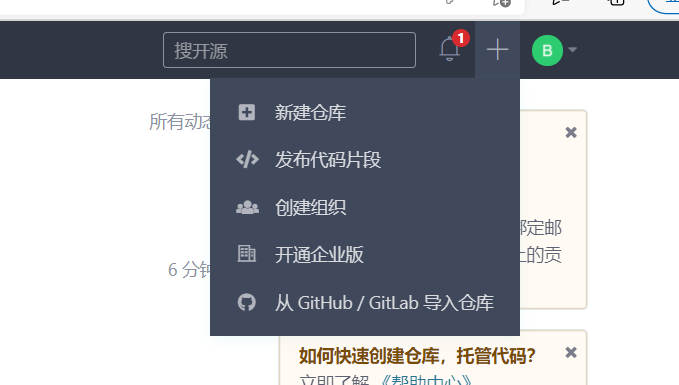 搜开源
1
B
新建仓库
所有动态
发布代码片段
创建组织
绑定邮
开通企业版
上的贡
6 分钟
从 GitHub / GitLab 导入仓库
如何快速创建仓库，托管代码？
立即了解《帮助中心》